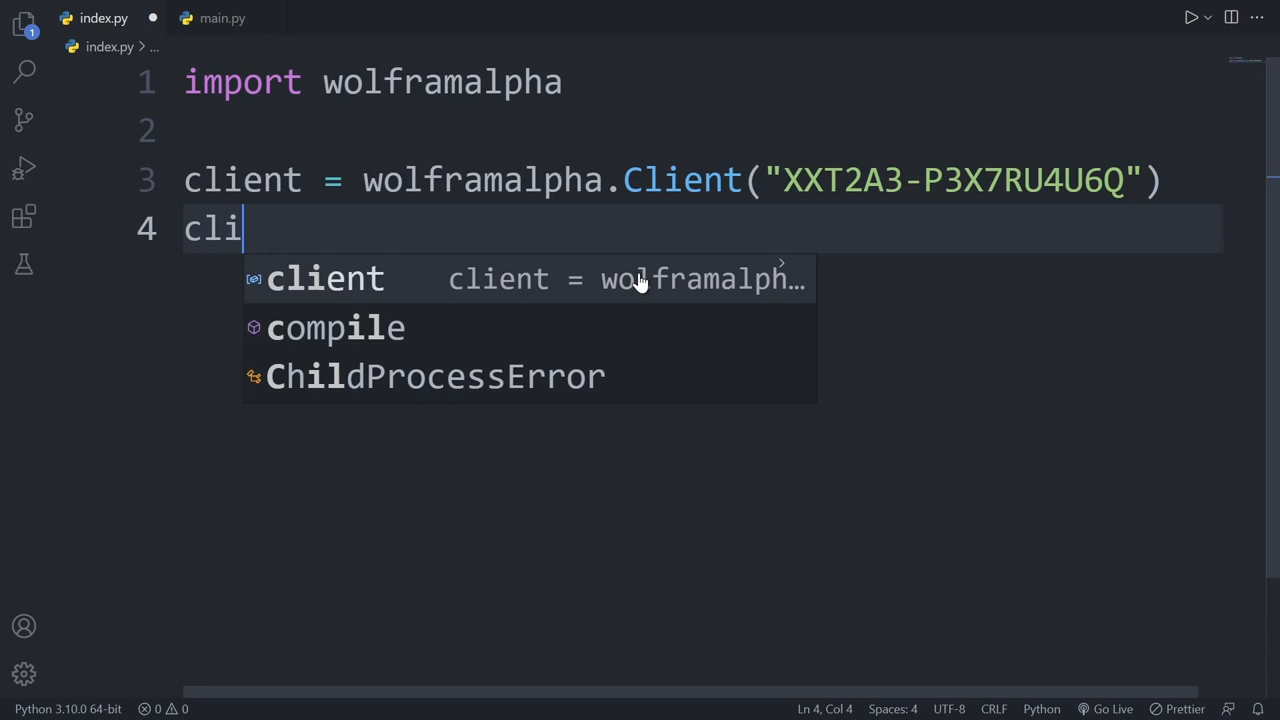 index.py
main.py
1
index.py > ...
1 import wolframalpha
2
3 client = wolframalpha.Client("XXT2A3-P3X7RU4U6Q")
4 cli
client client = wolframalph...
compile
ChildProcessError
Python 3.10.0 64-bit 0 0 Ln 4, Col 4 Spaces: 4 UTF-8 CRLF Python Go Live Prettier